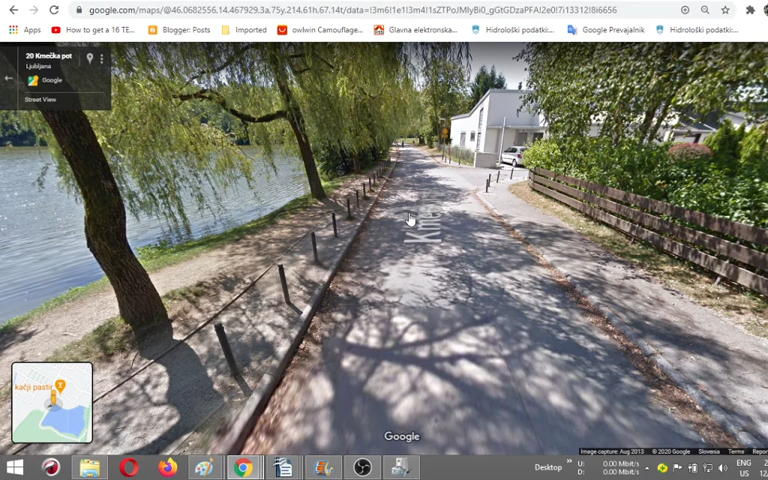 google.com/maps/@46.0682556,14.467929,3a,75y,214.61h,67.14t/data=!3m6!1e1!3m4!1sZTPoJMlyBi0_gGtGDzaPFA!2e0!7i13312!8i6656
Apps
How to get a 16 TE...
Blogger: Posts
Imported
owlwin Camouflage...
Glavna elektronska...
Hidrološki podatki:...
Google Prevajalnik
Hidrološki podatki:...
20 Kmečka pot
Ljubljana
Google
Street View
Kme
kačji pastir
Google
Image capture: Aug 2013
© 2020 Google
Slovenia
Terms
Desktop
U:
D:
0.00 Mbit/s
0.00 Mbit/s
ENG
US